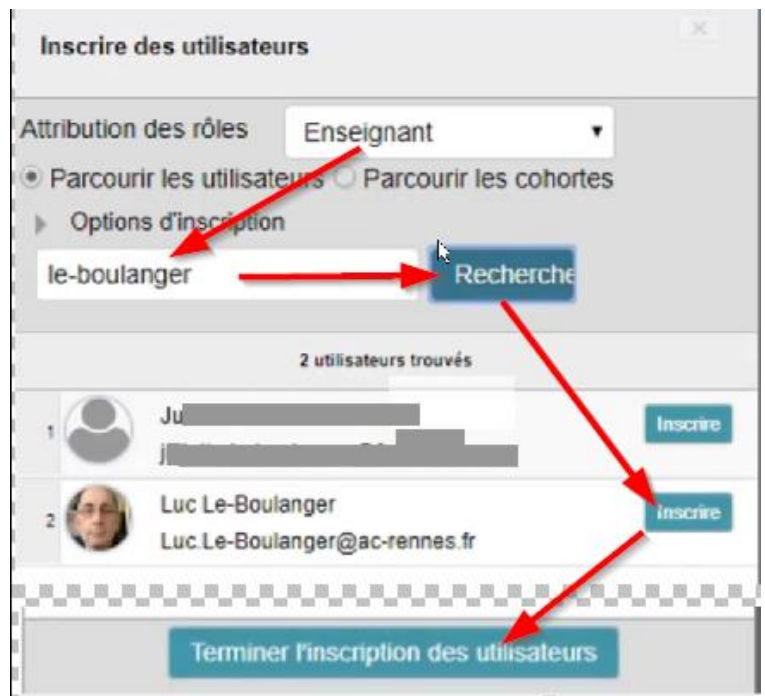 Inscrire des utilisateurs
Attribution des rôles Enseignant
Parcourir les utilisateurs Parcourir les cohortes
Options d'inscription
le-boulanger Recherche
2 utilisateurs trouvés
1 Ju Inscrire
2 Luc Le-Boulanger Inscrire
Luc.Le-Boulanger@ac-rennes.fr
Terminer l'inscription des utilisateurs